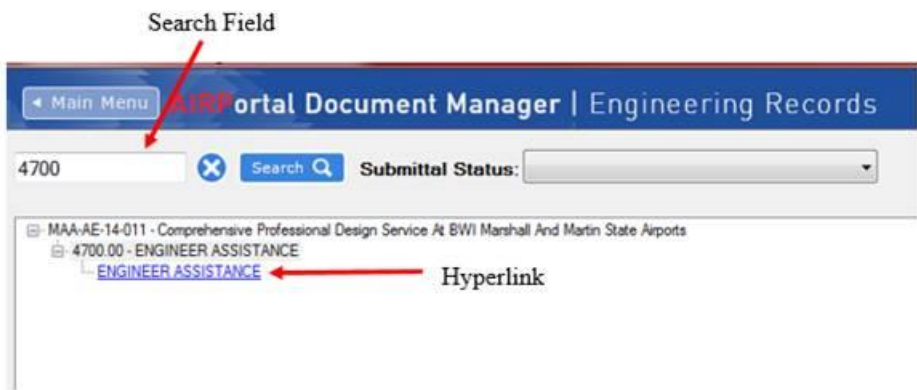 Search Field
Main Menu AIRPortal Document Manager | Engineering Records
4700 Search Submittal Status:
MAA-AE-14-011 - Comprehensive Professional Design Service At BWI Marshall And Martin State Airports
4700.00 - ENGINEER ASSISTANCE
ENGINEER ASSISTANCE Hyperlink